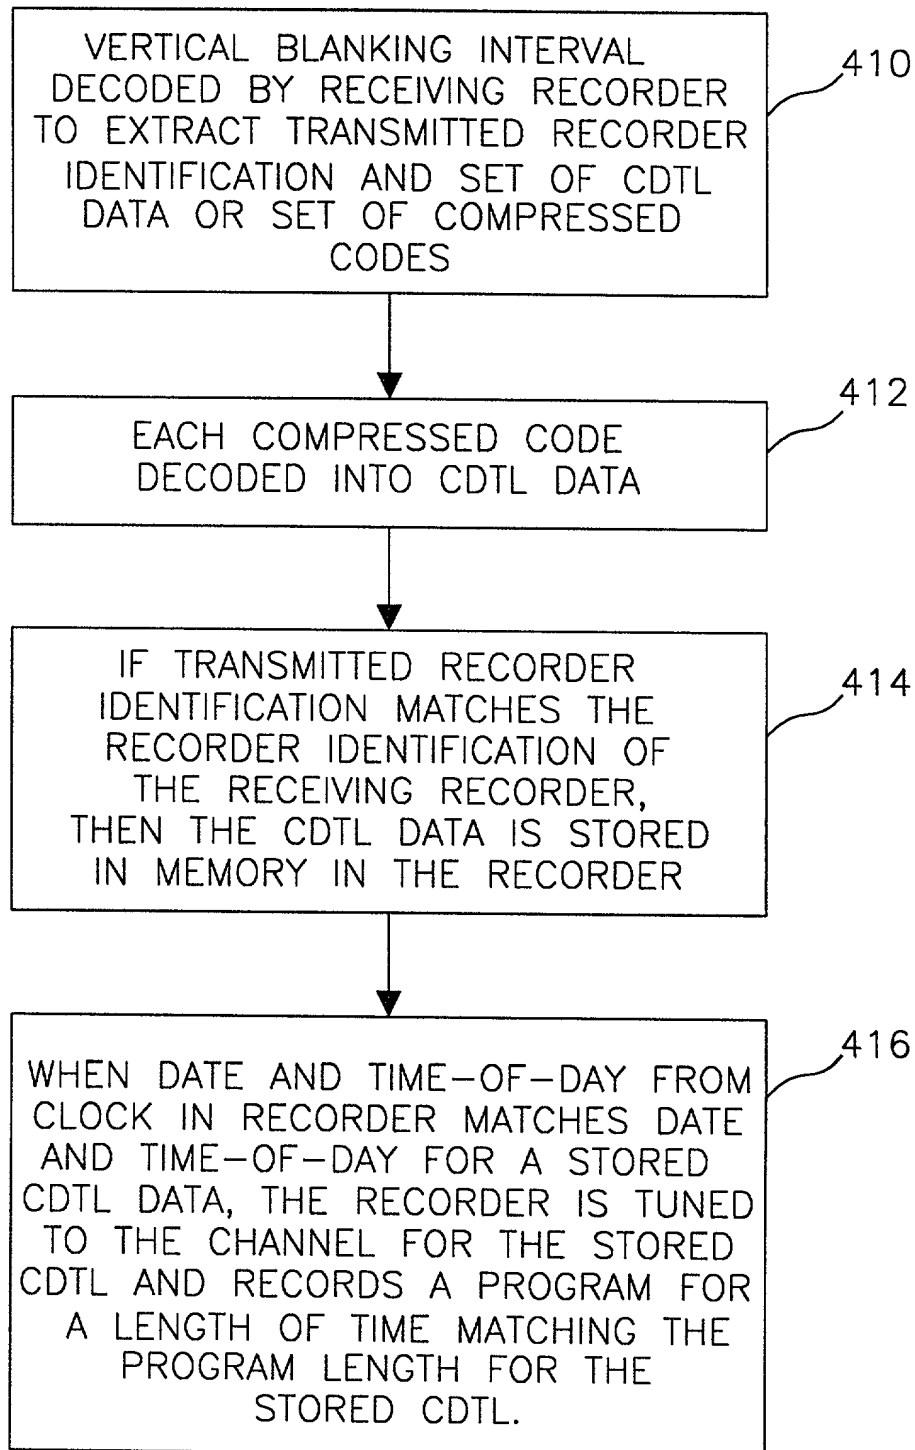 VERTICAL BLANKING INTERVAL
DECODED BY RECEIVING RECORDER
TO EXTRACT TRANSMITTED RECORDER
IDENTIFICATION AND SET OF CDTL
DATA OR SET OF COMPRESSED
CODES
410
EACH COMPRESSED CODE
DECODED INTO CDTL DATA
412
IF TRANSMITTED RECORDER
IDENTIFICATION MATCHES THE
RECORDER IDENTIFICATION OF
THE RECEIVING RECORDER,
THEN THE CDTL DATA IS STORED
IN MEMORY IN THE RECORDER
414
WHEN DATE AND TIME-OF-DAY FROM
CLOCK IN RECORDER MATCHES DATE
AND TIME-OF-DAY FOR A STORED
CDTL DATA, THE RECORDER IS TUNED
TO THE CHANNEL FOR THE STORED
CDTL AND RECORDS A PROGRAM FOR
A LENGTH OF TIME MATCHING THE
PROGRAM LENGTH FOR THE
STORED CDTL.
416